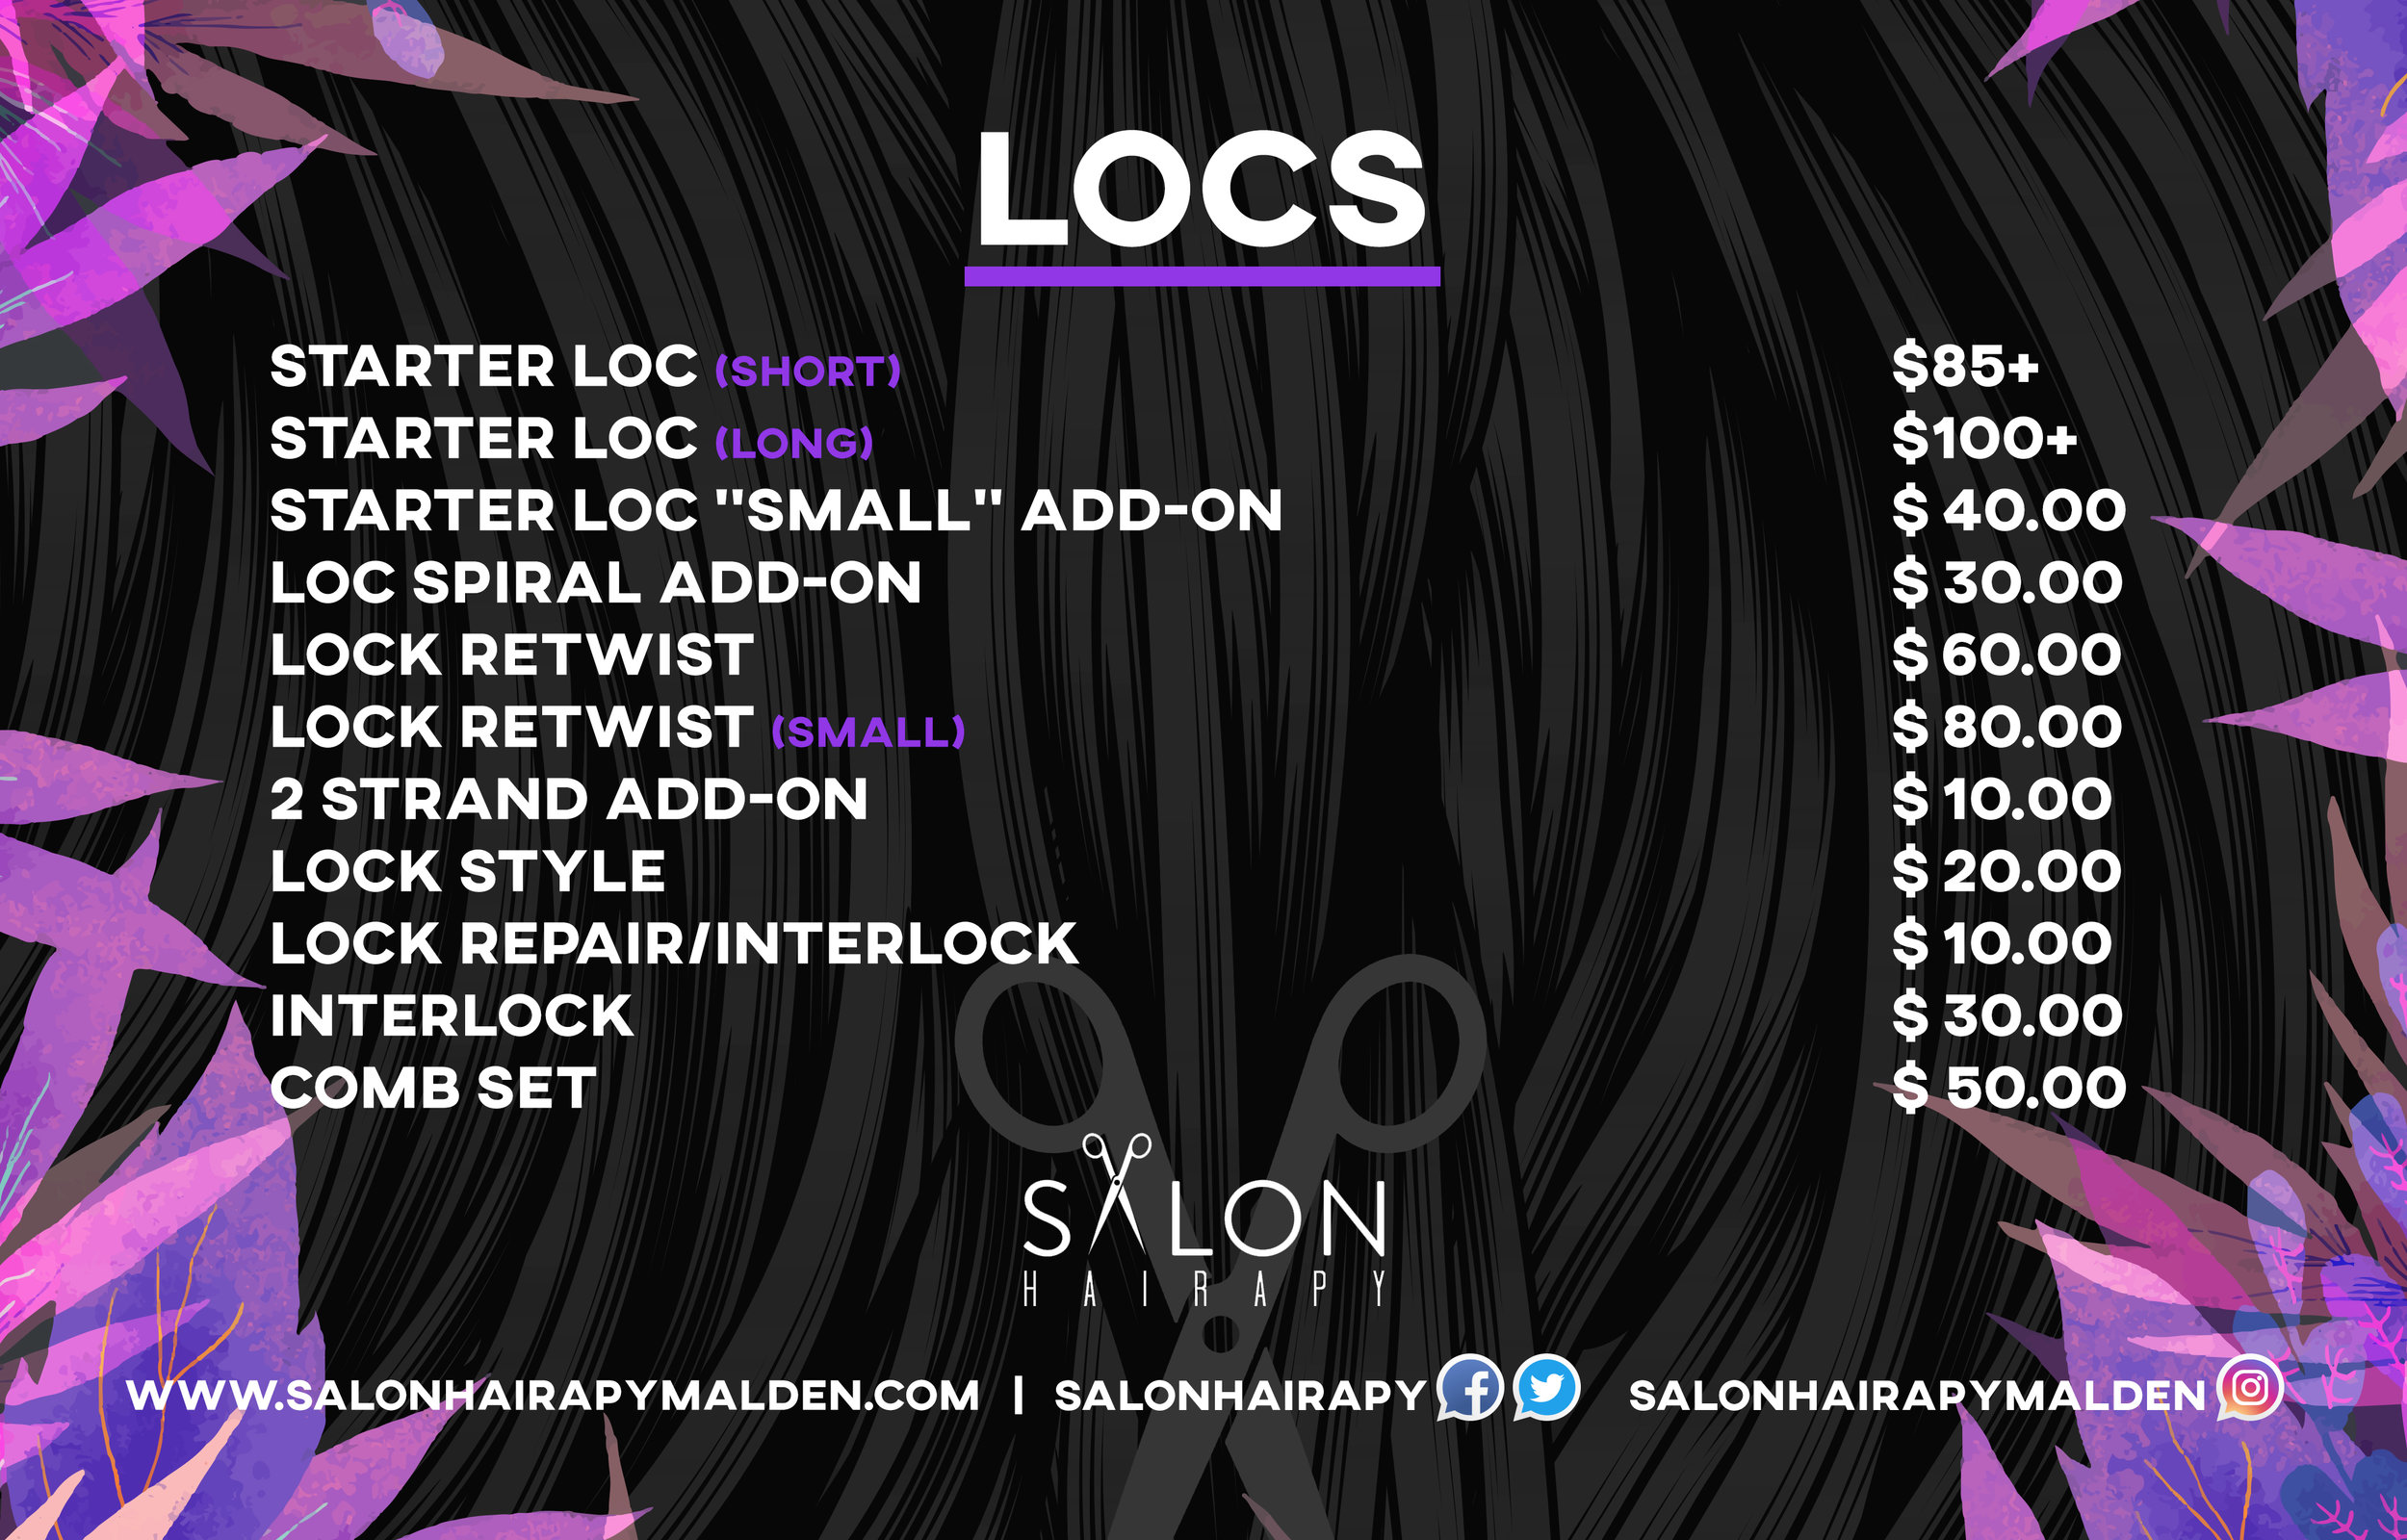 LOCS
STARTER LOC (SHORT) $85+
STARTER LOC (LONG) $100+
STARTER LOC "SMALL" ADD-ON $ 40.00
LOC SPIRAL ADD-ON $ 30.00
LOCK RETWIST $ 60.00
LOCK RETWIST (SMALL) $ 80.00
2 STRAND ADD-ON $ 10.00
LOCK STYLE $ 20.00
LOCK REPAIR/INTERLOCK $ 10.00
INTERLOCK $ 30.00
COMB SET $ 50.00
SALON
HAIRAPY
WWW.SALONHAIRAPYMALDEN.COM | SALONHAIRAPY SALONHAIRAPYMALDEN